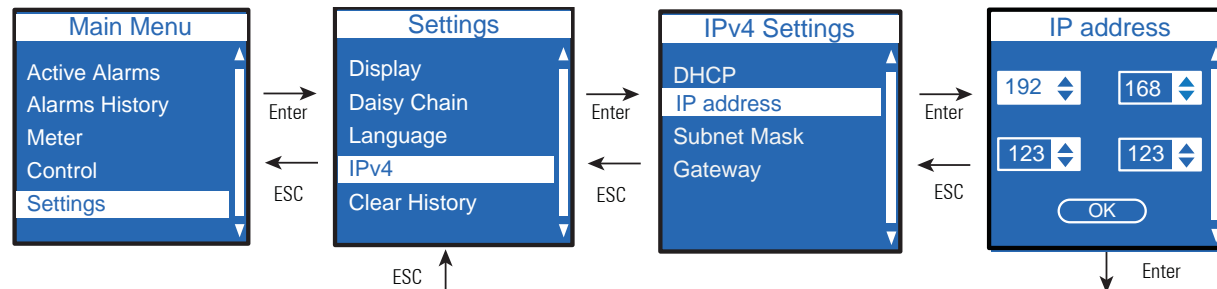 Main Menu
Active Alarms
Alarms History
Meter
Control
Settings
Enter
ESC
Settings
Display
Daisy Chain
Language
IPv4
Clear History
Enter
ESC
IPv4 Settings
DHCP
IP address
Subnet Mask
Gateway
Enter
ESC
IP address
192 168
123 123
OK
ESC
Enter